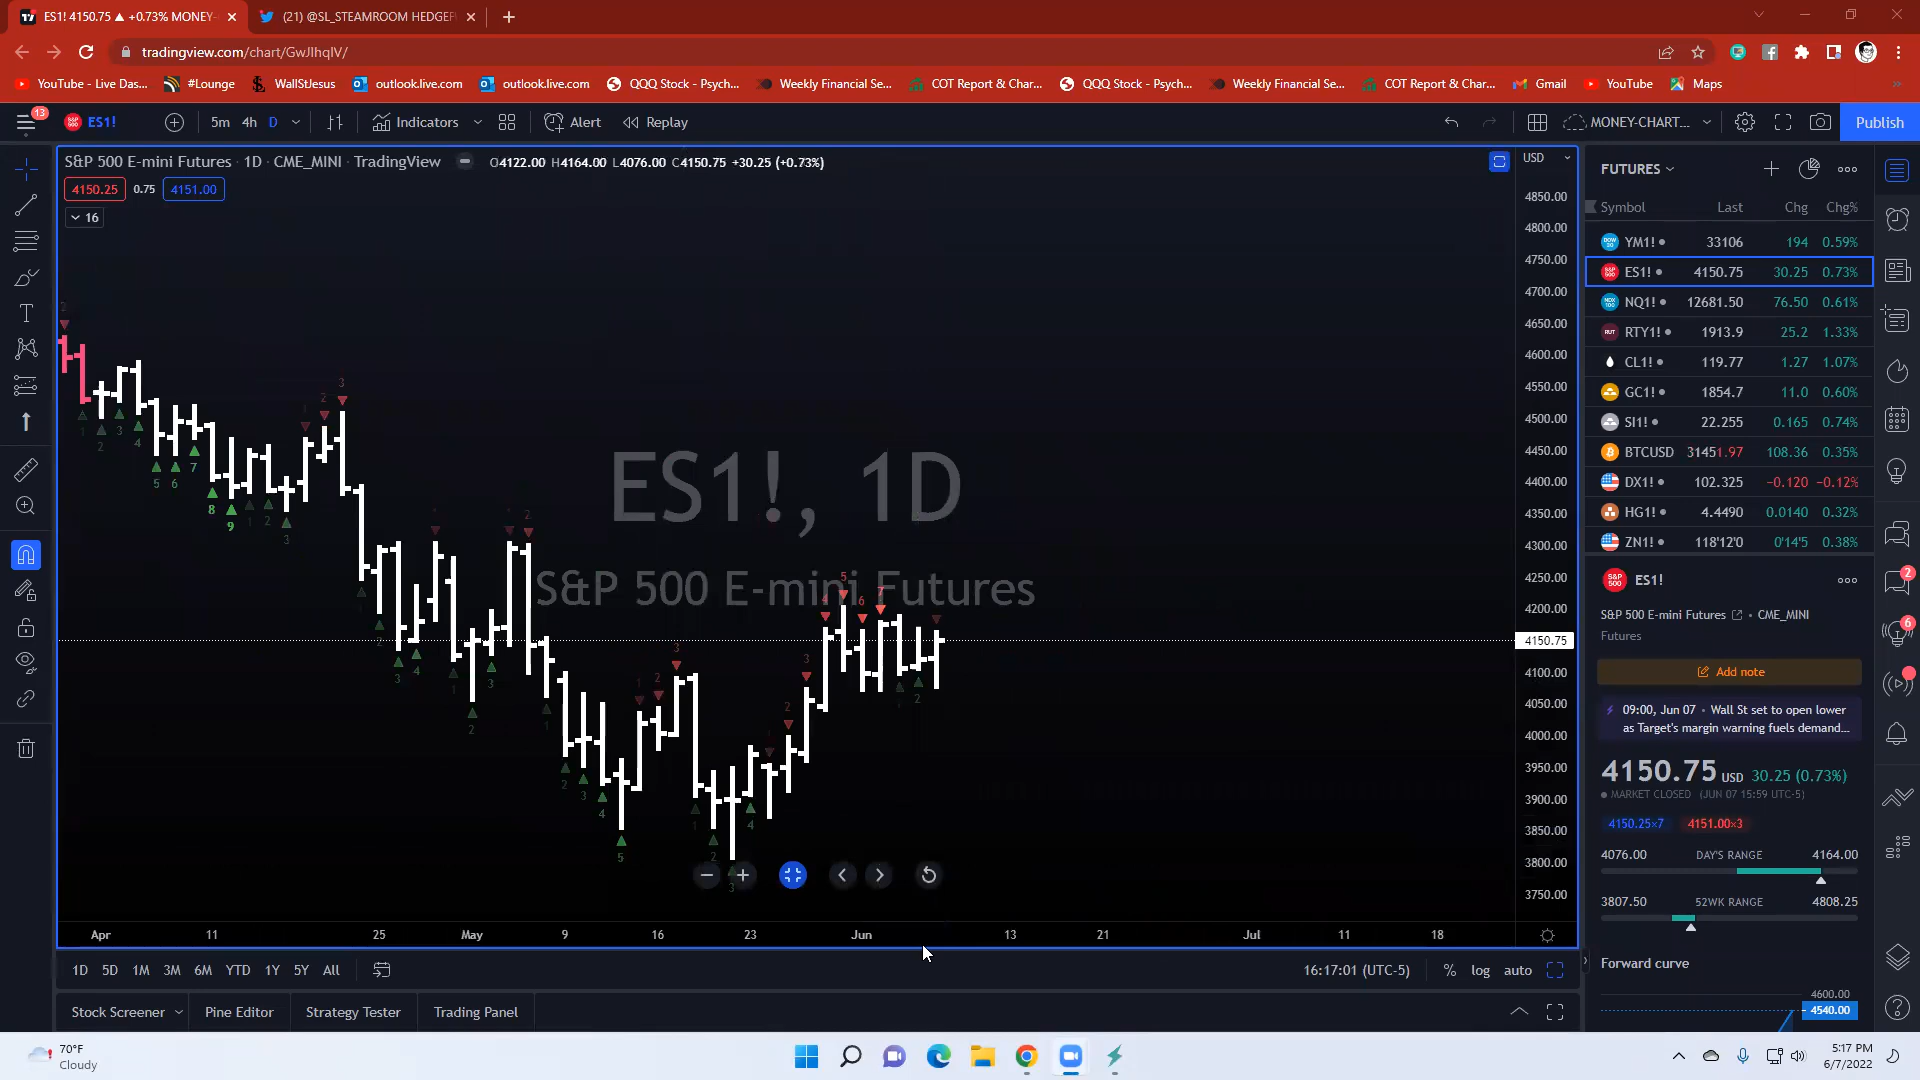 ES1! 4150.75 ▲ +0.73% MONEY-
(21) @SL_STEAMROOM HEDGEF
tradingview.com/chart/GwJIhqIV/
YouTube - Live Das...
#Lounge
WallStJesus
outlook.live.com
outlook.live.com
QQQ Stock - Psych...
Weekly Financial Se...
COT Report & Char...
QQQ Stock - Psych...
Weekly Financial Se...
COT Report & Char...
Gmail
YouTube
Maps
13
ES1!
5m 4h D
Indicators
Alert
Replay
MONEY-CHART...
Publish
S&P 500 E-mini Futures · 1D · CME_MINI · TradingView
O4122.00 H4164.00 L4076.00 C4150.75 +30.25 (+0.73%)
4150.25 0.75 4151.00
16
USD
4850.00
4800.00
4750.00
4700.00
4650.00
4600.00
4550.00
4500.00
4450.00
4400.00
4350.00
4300.00
4250.00
4200.00
4150.75
4100.00
4050.00
4000.00
3950.00
3900.00
3850.00
3800.00
3750.00
ES1!, 1D
S&P 500 E-mini Futures
Apr 11 25 May 9 16 23 Jun 13 21 Jul 11 18
1D 5D 1M 3M 6M YTD 1Y 5Y All
16:17:01 (UTC-5) % log auto
Stock Screener
Pine Editor
Strategy Tester
Trading Panel
FUTURES
Symbol Last Chg Chg%
YM1! 33106 194 0.59%
ES1! 4150.75 30.25 0.73%
NQ1! 12681.50 76.50 0.61%
RTY1! 1913.9 25.2 1.33%
CL1! 119.77 1.27 1.07%
GC1! 1854.7 11.0 0.60%
SI1! 22.255 0.165 0.74%
BTCUSD 31451.97 108.36 0.35%
DX1! 102.325 −0.120 −0.12%
HG1! 4.4490 0.0140 0.32%
ZN1! 118'12'0 0'14'5 0.38%
ES1!
S&P 500 E-mini Futures • CME_MINI
Futures
Add note
09:00, Jun 07 • Wall St set to open lower
as Target's margin warning fuels demand...
4150.75 USD 30.25 (0.73%)
MARKET CLOSED (JUN 07 15:59 UTC-5)
4150.25×7 4151.00×3
4076.00 DAY'S RANGE 4164.00
3807.50 52WK RANGE 4808.25
Forward curve
4600.00
4540.00
2
6
70°F
Cloudy
5:17 PM
6/7/2022